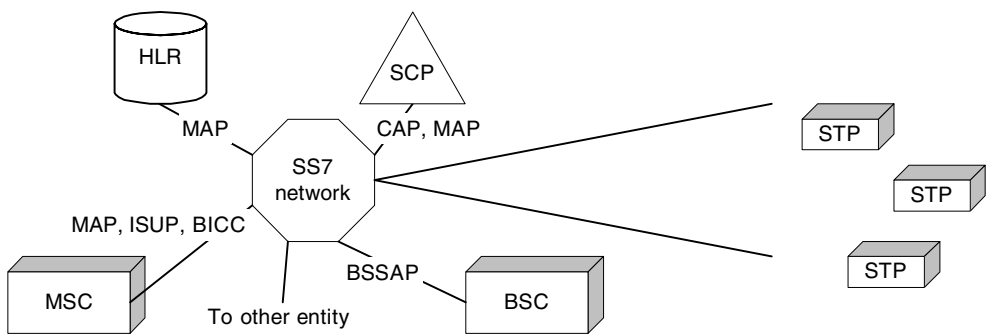 HLR
SCP
MAP
CAP, MAP
STP
SS7
network
STP
MAP, ISUP, BICC
BSSAP
STP
MSC
BSC
To other entity